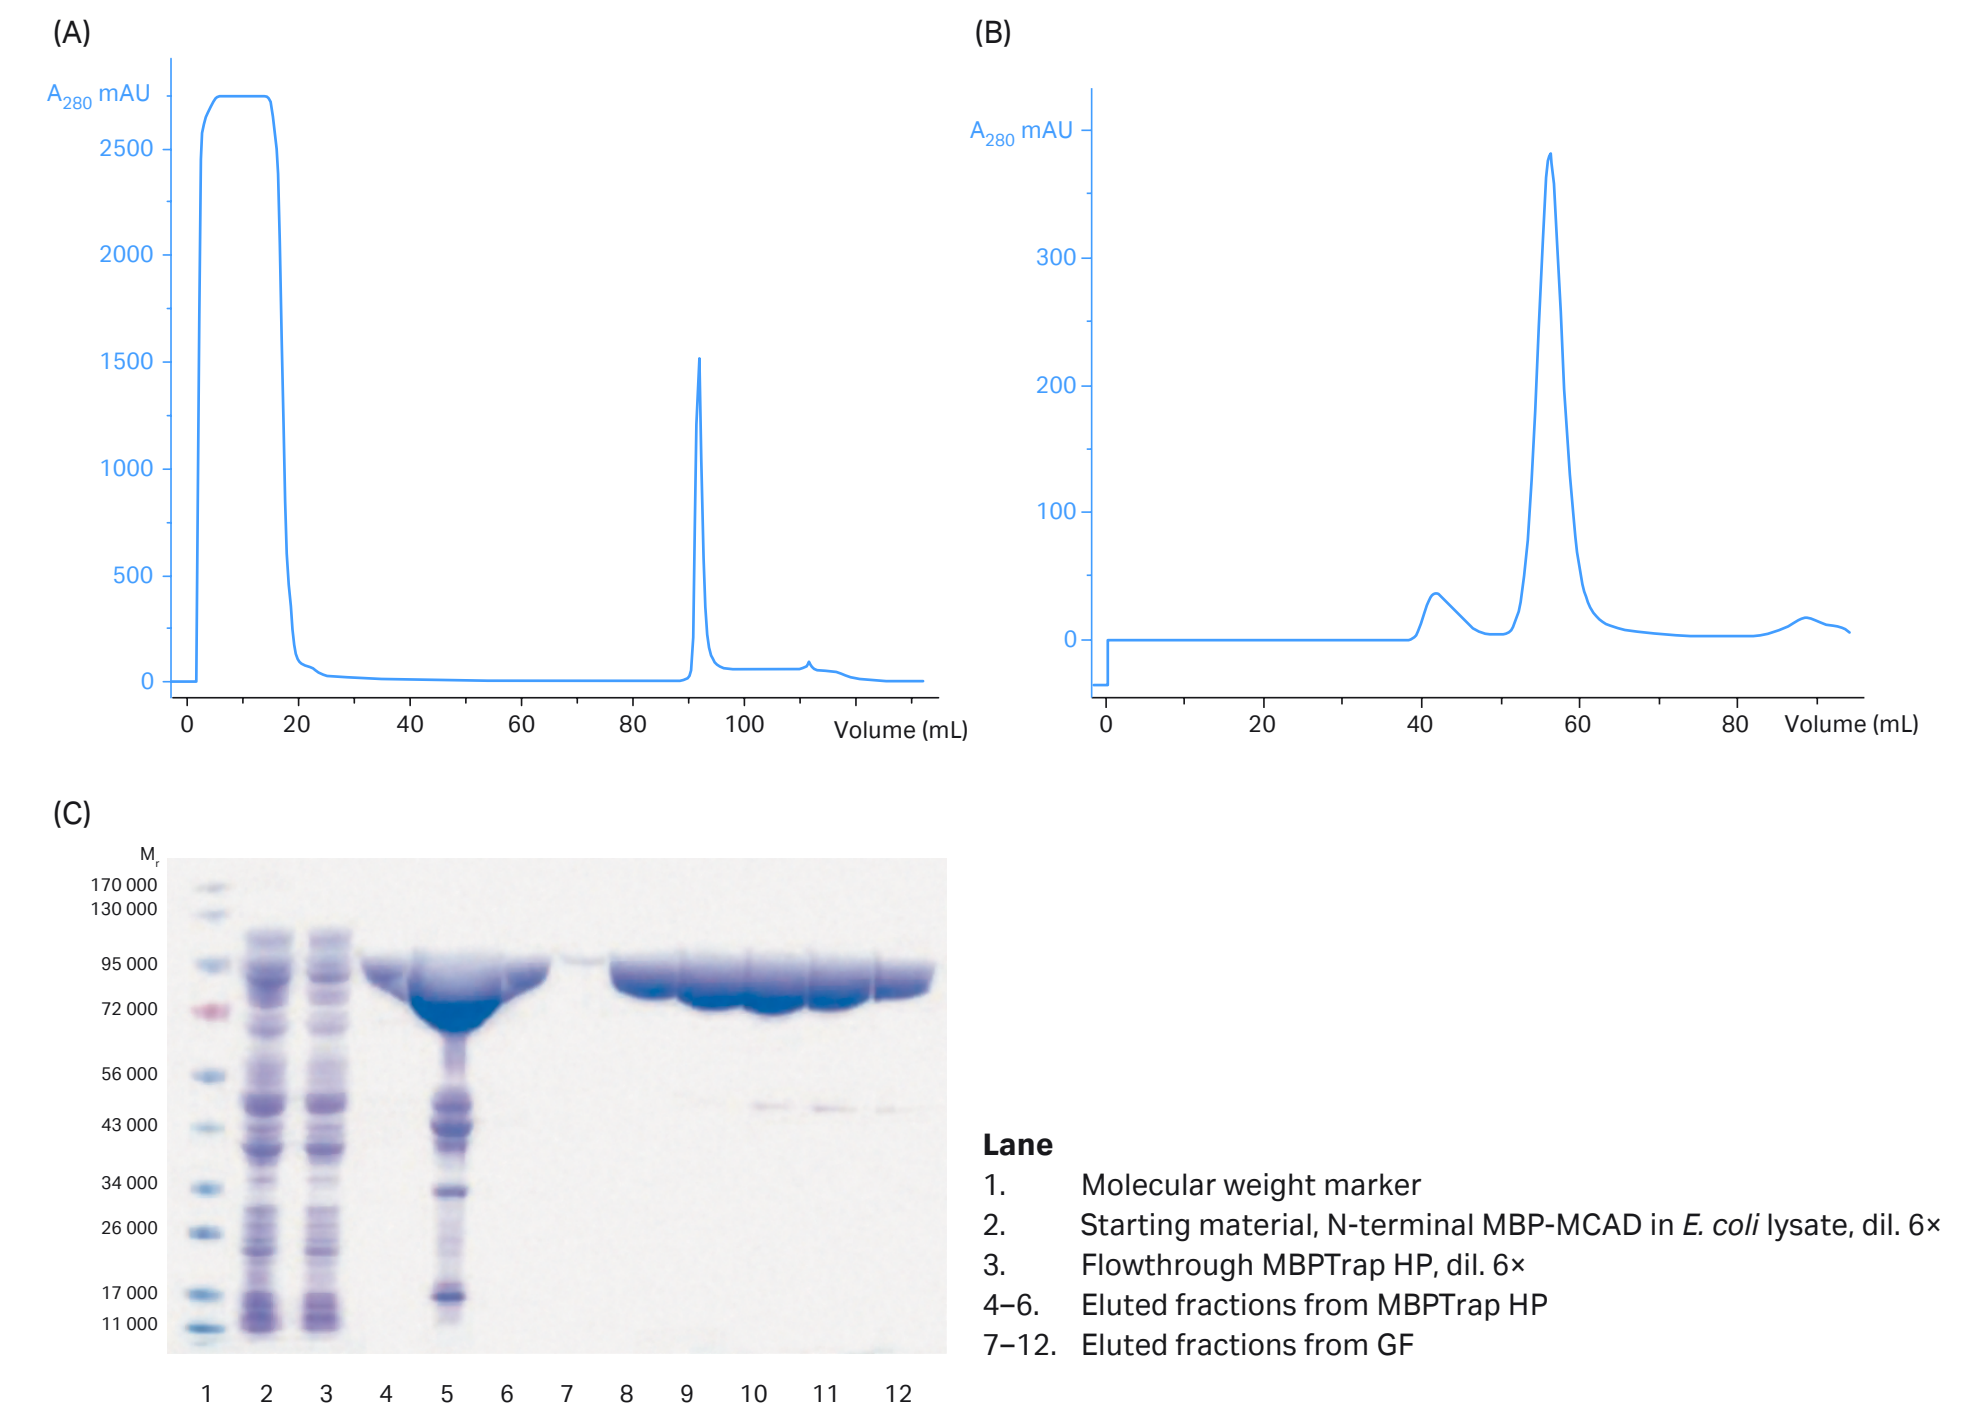 (A)
A280 mAU
2500
2000
1500
1000
500
0
0 20 40 60 80 100 Volume (mL)
(B)
A280 mAU
300
200
100
0
0 20 40 60 80 Volume (mL)
(C)
Mr
170 000
130 000
95 000
72 000
56 000
43 000
34 000
26 000
17 000
11 000
1 2 3 4 5 6 7 8 9 10 11 12
Lane
1. Molecular weight marker
2. Starting material, N-terminal MBP-MCAD in E. coli lysate, dil. 6×
3. Flowthrough MBPTrap HP, dil. 6×
4–6. Eluted fractions from MBPTrap HP
7–12. Eluted fractions from GF